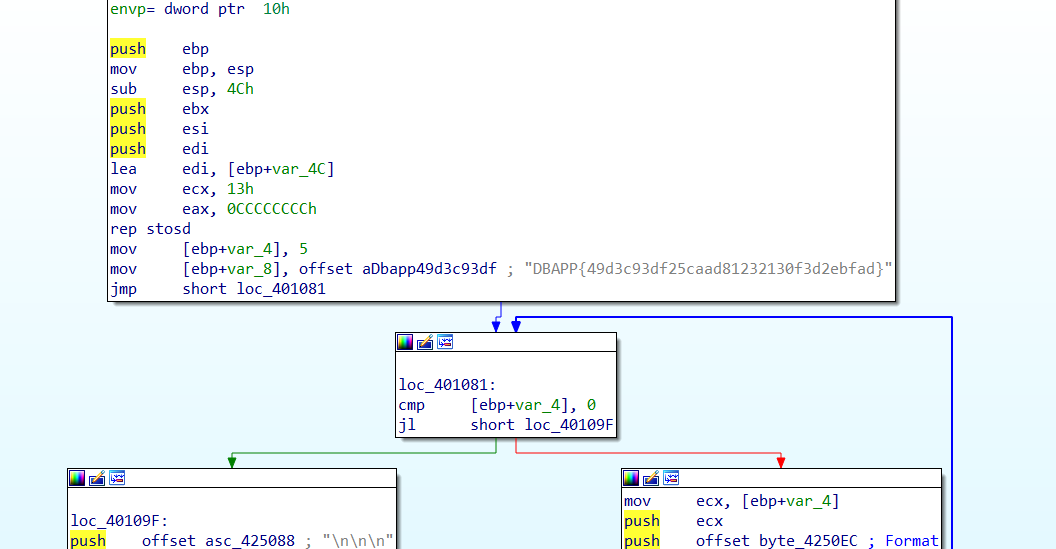 envp= dword ptr  10h
push    ebp
mov     ebp, esp
sub     esp, 4Ch
push    ebx
push    esi
push    edi
lea     edi, [ebp+var_4C]
mov     ecx, 13h
mov     eax, 0CCCCCCCCh
rep stosd
mov     [ebp+var_4], 5
mov     [ebp+var_8], offset aDbapp49d3c93df ; "DBAPP{49d3c93df25caad81232130f3d2ebfad}"
jmp     short loc_401081
loc_401081:
cmp     [ebp+var_4], 0
jl      short loc_40109F
loc_40109F:
push    offset asc_425088 ; "\n\n\n"
mov     ecx, [ebp+var_4]
push    ecx
push    offset byte_4250EC ; Format